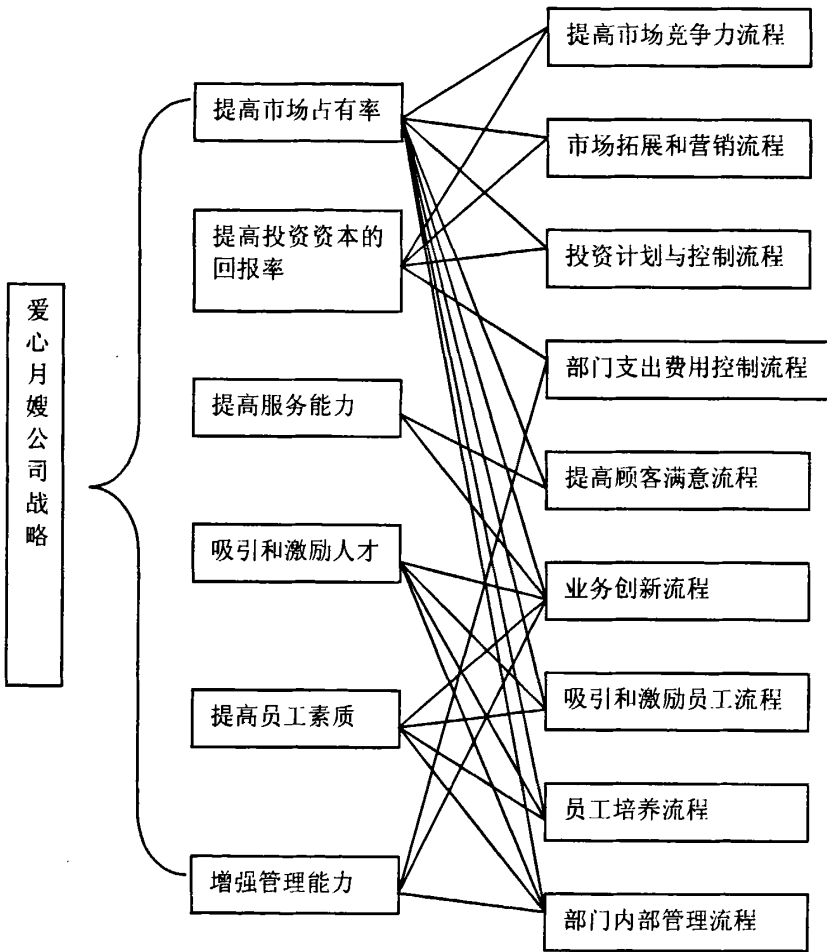 爱心月嫂公司战略
提高市场占有率
提高投资资本的
回报率
提高服务能力
吸引和激励人才
提高员工素质
增强管理能力
提高市场竞争力流程
市场拓展和营销流程
投资计划与控制流程
部门支出费用控制流程
提高顾客满意流程
业务创新流程
吸引和激励员工流程
员工培养流程
部门内部管理流程